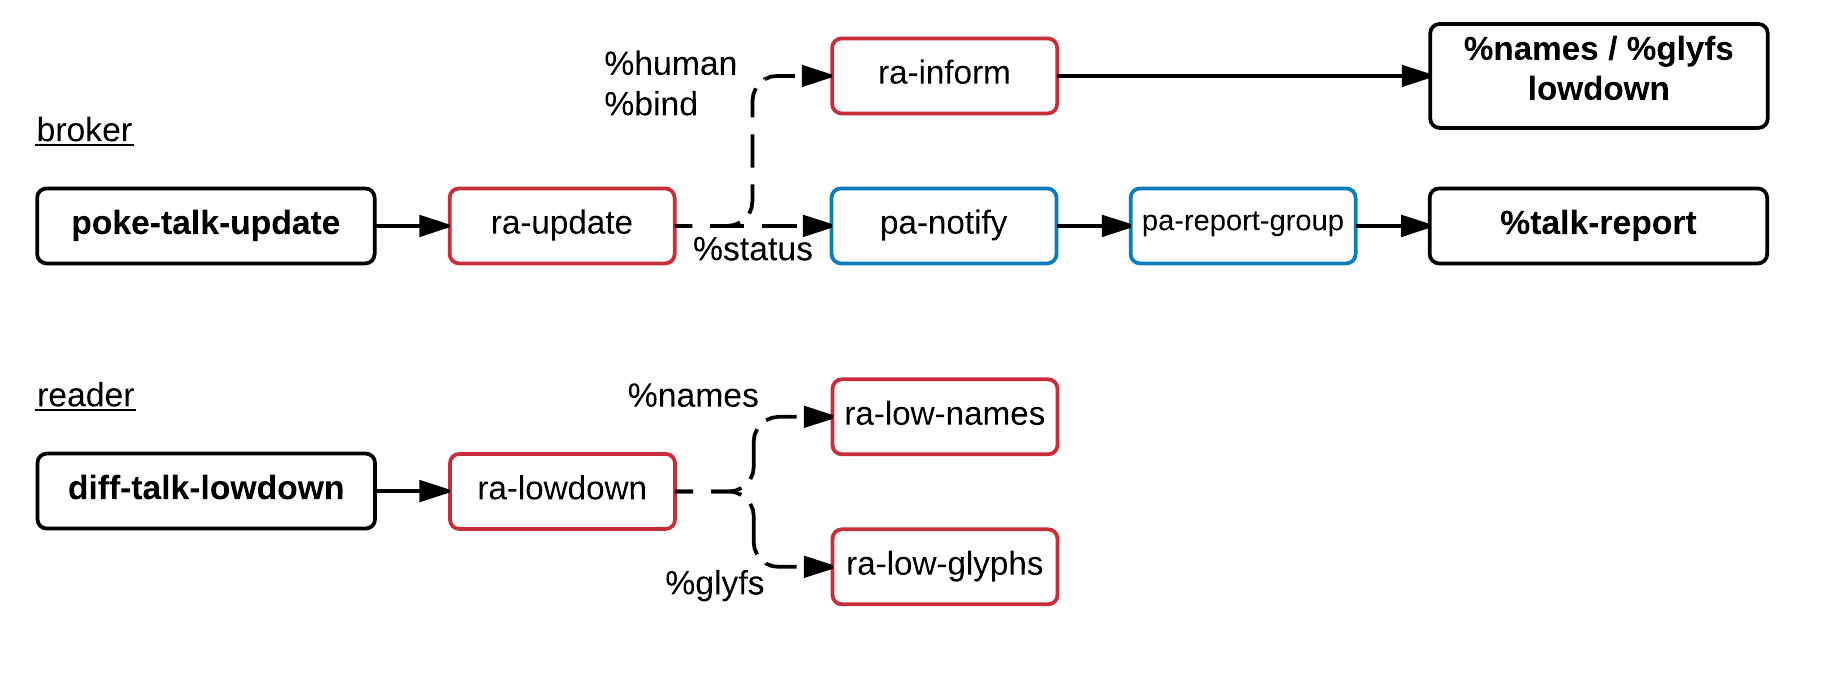 %human
%bind
ra-inform
%names / %glyfs
lowdown
broker
poke-talk-update
ra-update
%status
pa-notify
pa-report-group
%talk-report
reader
%names
ra-low-names
diff-talk-lowdown
ra-lowdown
%glyfs
ra-low-glyphs